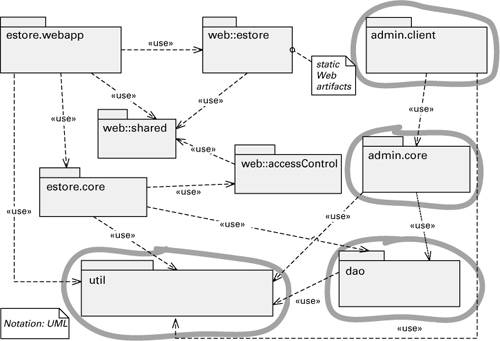 estore.webapp
web::estore
admin.client
«use»
static
Web
artifacts
«use»
«use»
«use»
«use»
web::shared
«use»
admin.core
«use»
web::accessControl
estore.core
«use»
«use»
«use»
«use»
«use»
«use»
util
dao
«use»
Notation: UML
«use»